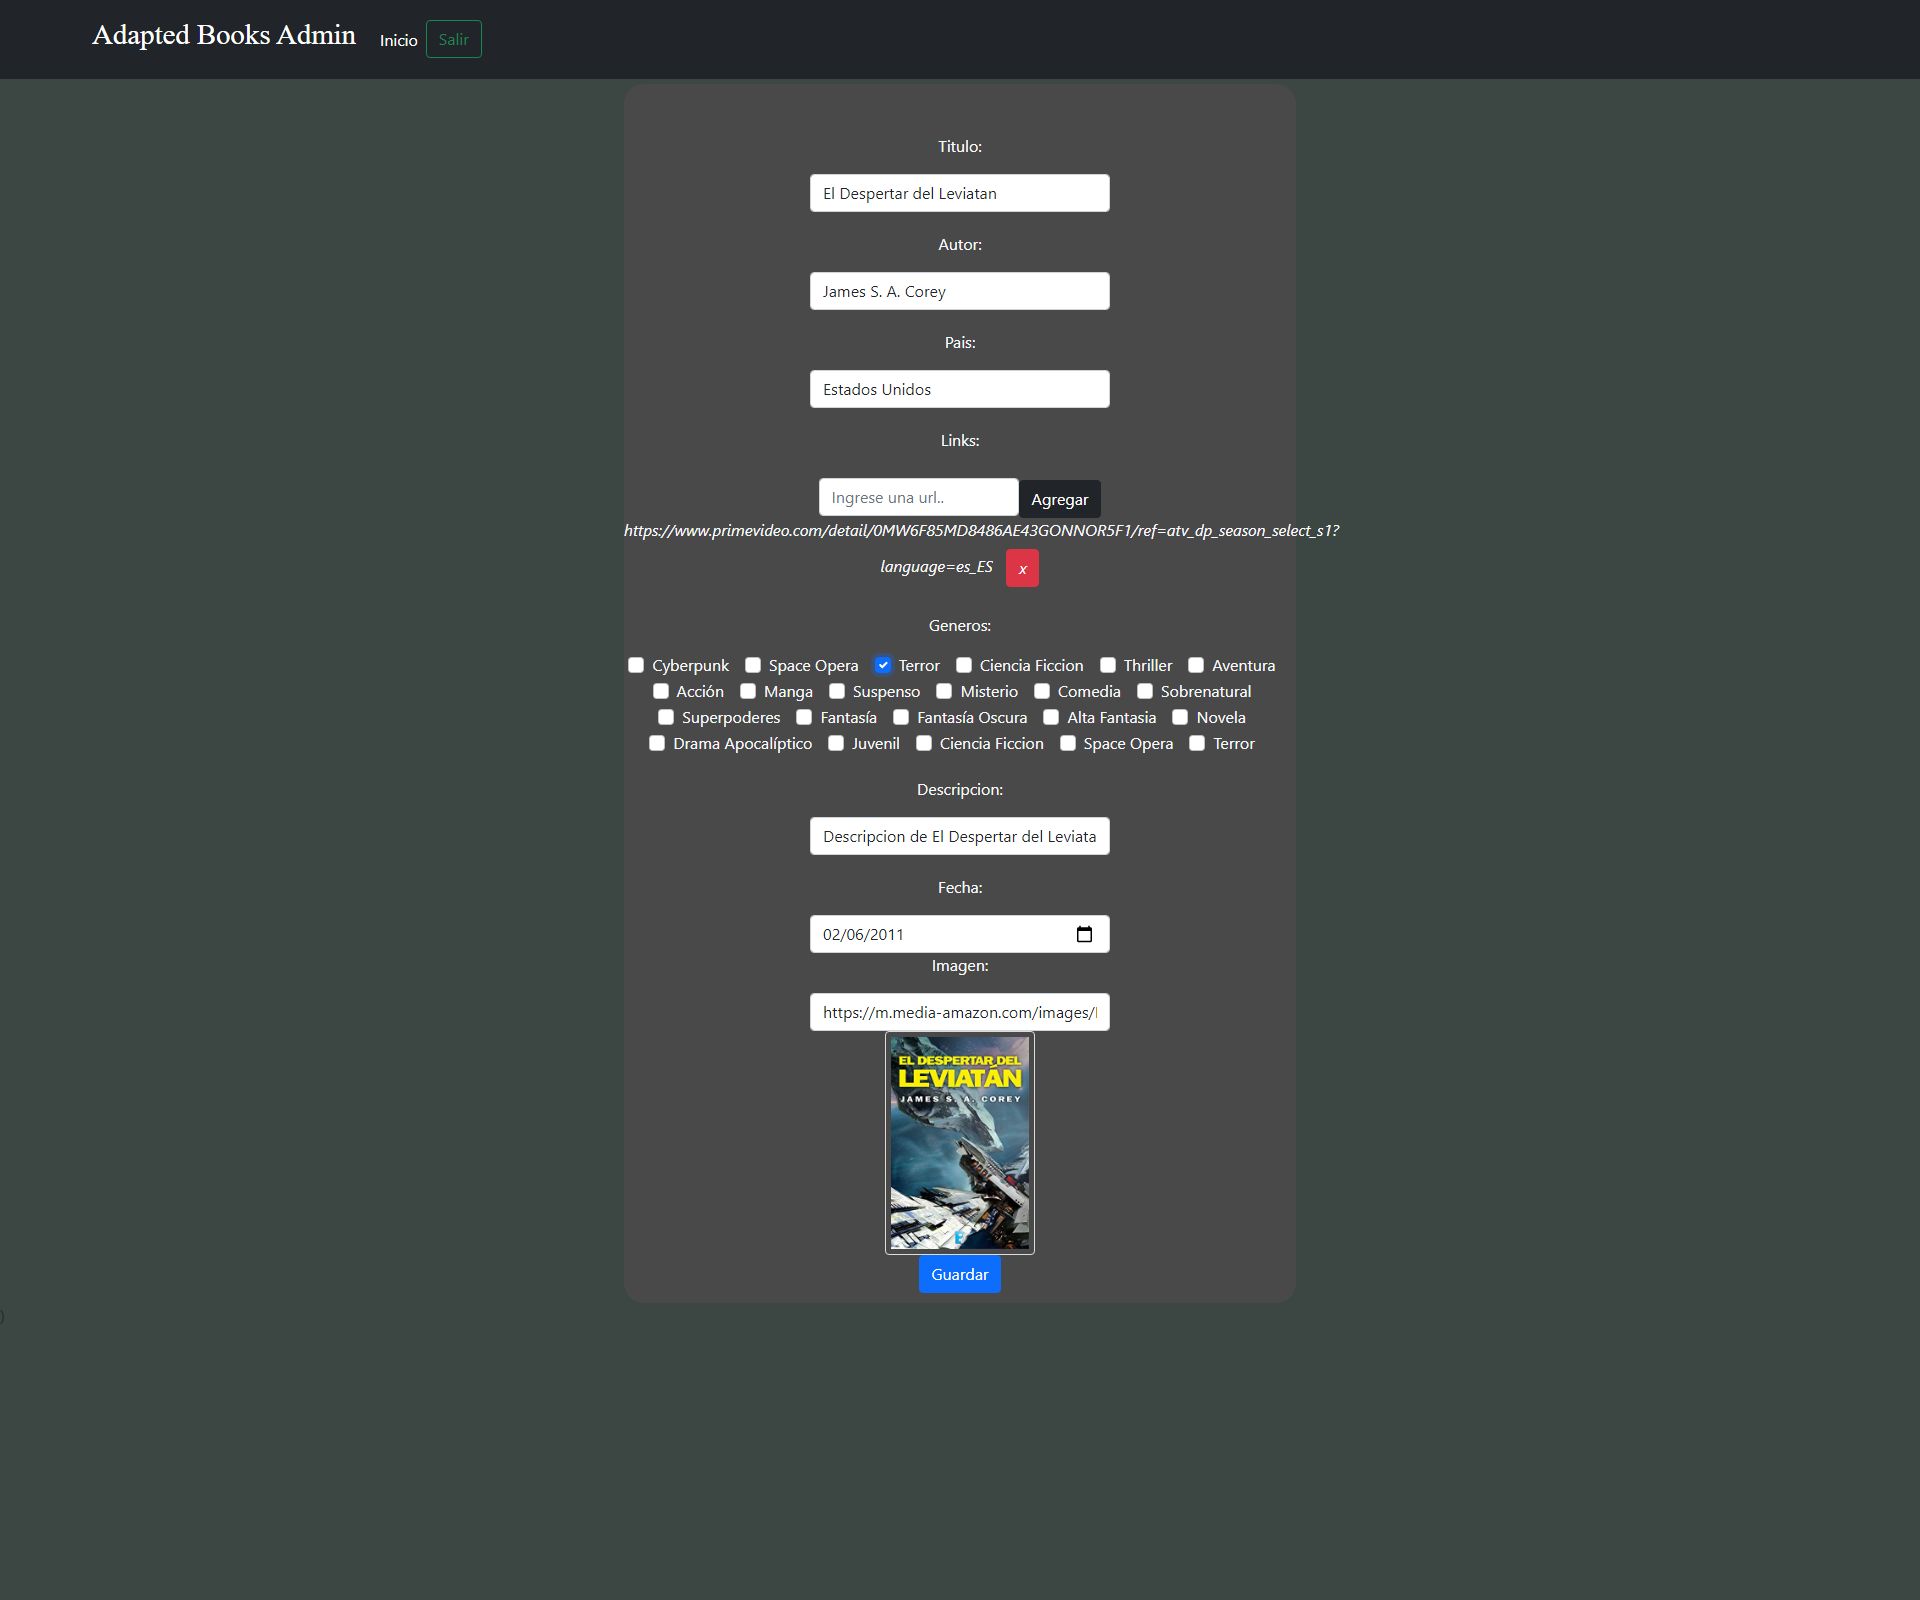 Adapted Books Admin Inicio Salir
Titulo:
El Despertar del Leviatan
Autor:
James S. A. Corey
Pais:
Estados Unidos
Links:
Ingrese una url.. Agregar
https://www.primevideo.com/detail/0MW6F85MD8486AE43GONNOR5F1/ref=atv_dp_season_select_s1?
language=es_ES x
Generos:
Cyberpunk Space Opera Terror Ciencia Ficcion Thriller Aventura
Acción Manga Suspenso Misterio Comedia Sobrenatural
Superpoderes Fantasía Fantasía Oscura Alta Fantasia Novela
Drama Apocalíptico Juvenil Ciencia Ficcion Space Opera Terror
Descripcion:
Descripcion de El Despertar del Leviata
Fecha:
02/06/2011
Imagen:
https://m.media-amazon.com/images/
EL DESPERTAR DEL
LEVIATÁN
JAMES S. A. COREY
Guardar
)